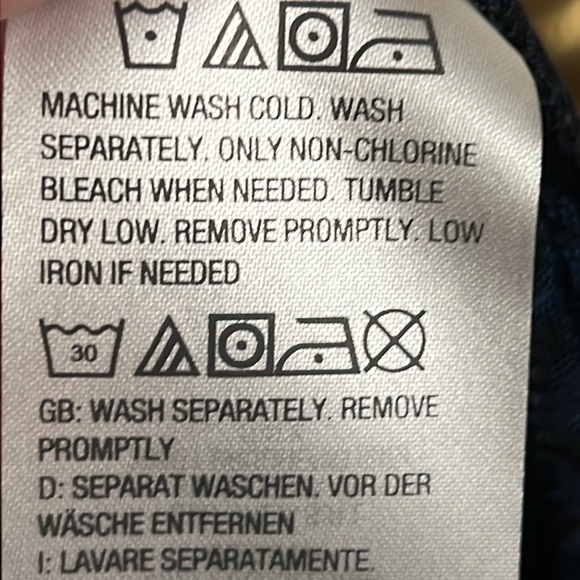 MACHINE WASH COLD. WASH
SEPARATELY. ONLY NON-CHLORINE
BLEACH WHEN NEEDED. TUMBLE
DRY LOW. REMOVE PROMPTLY. LOW
IRON IF NEEDED
30
GB: WASH SEPARATELY. REMOVE
PROMPTLY
D: SEPARAT WASCHEN. VOR DER
WÄSCHE ENTFERNEN
I: LAVARE SEPARATAMENTE.